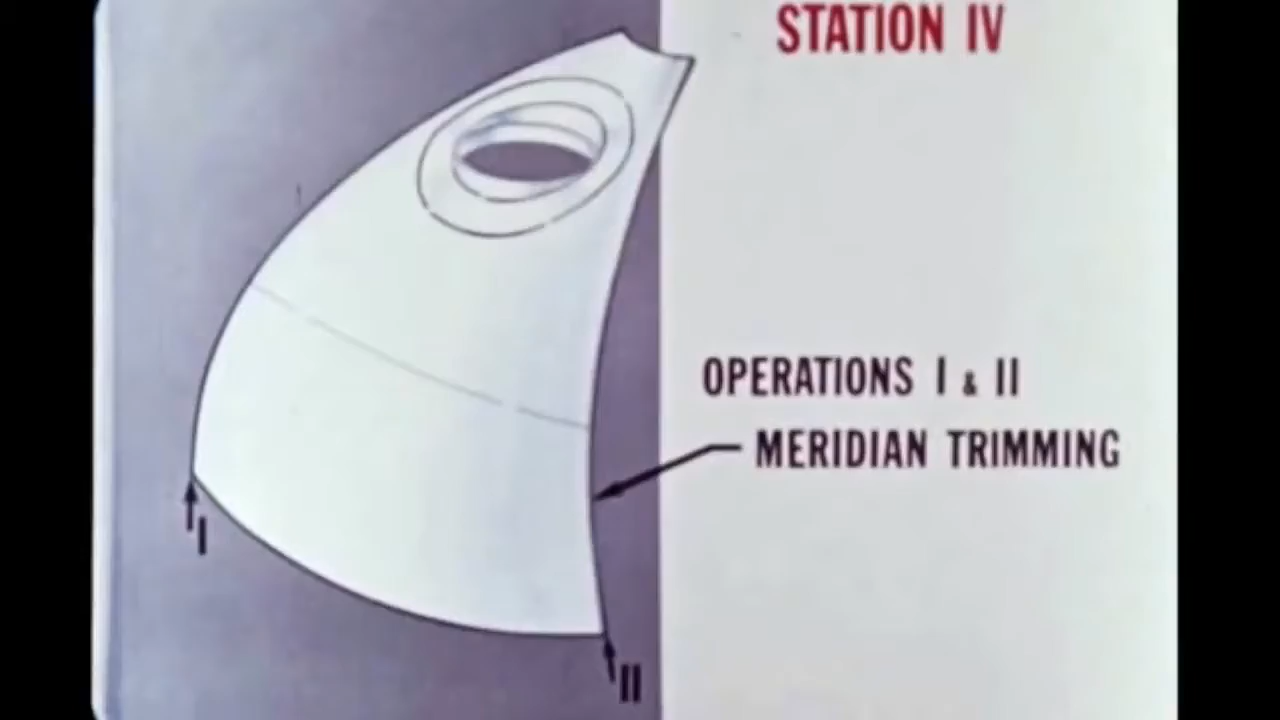 STATION IV
OPERATIONS I & II
MERIDIAN TRIMMING
I
II